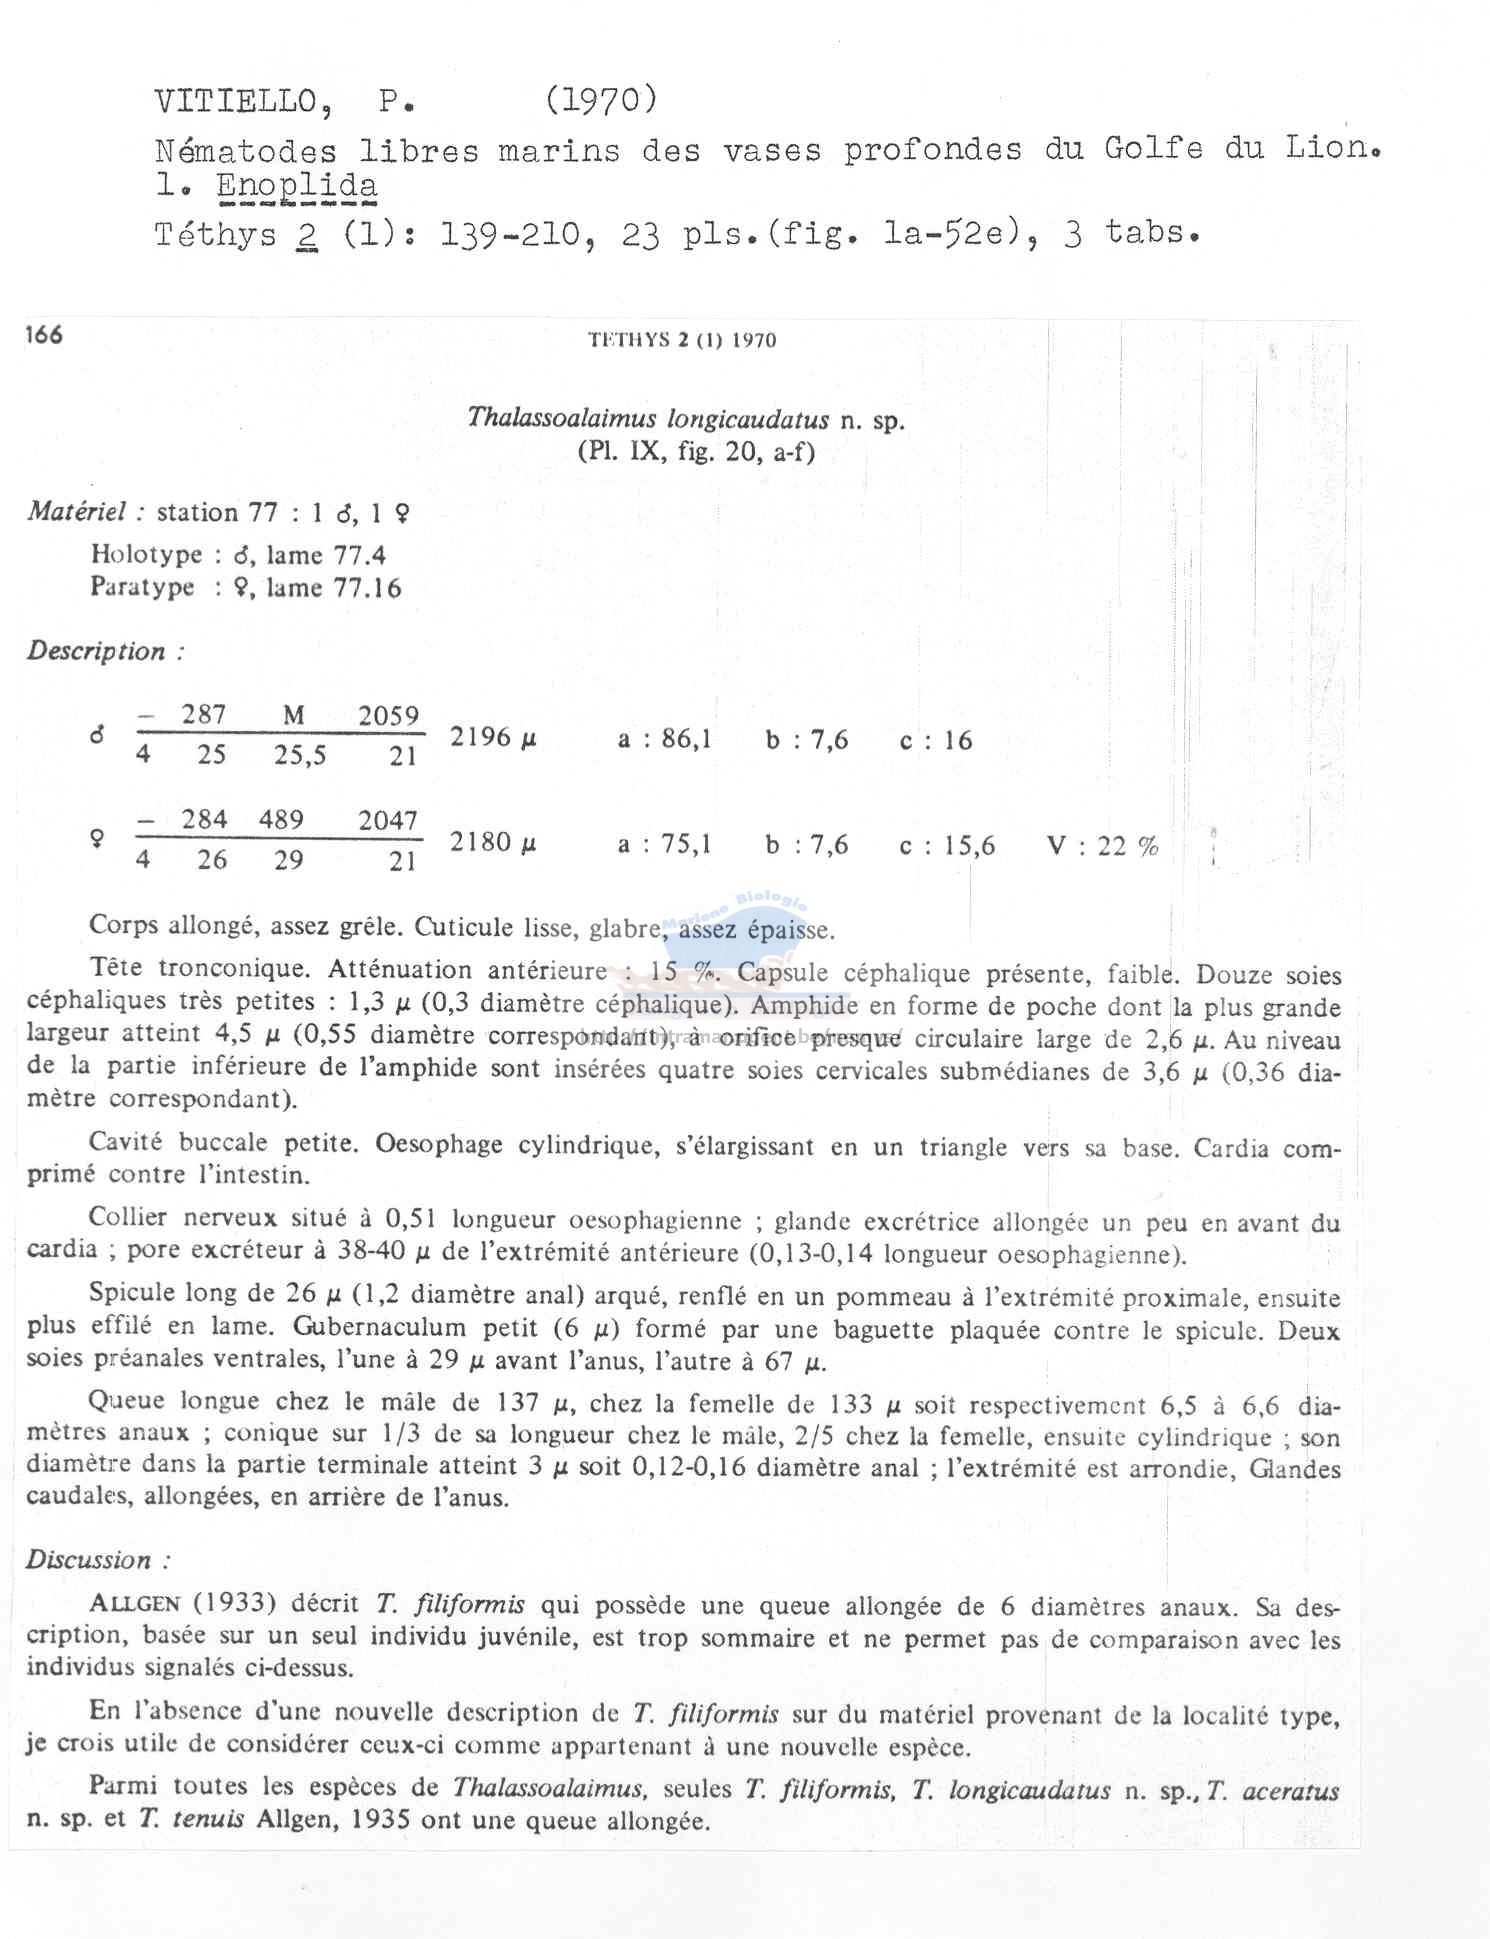 VITIELLO, P. (1970)
Nématodes libres marins des vases profondes du Golfe du Lion.
1. Enoplida
Téthys 2 (1): 139-210, 23 pls.(fig. 1a-52e), 3 tabs.
166
TETHYS 2 (1) 1970
Thalassoalaimus longicaudatus n. sp.
(Pl. IX, fig. 20, a-f)
Matériel : station 77 : 1 ♂, 1 ♀
Holotype : ♂, lame 77.4
Paratype : ♀, lame 77.16
Description :
– 287 M 2059
♂ 2196 µ a : 86,1 b : 7,6 c : 16
4 25 25,5 21
– 284 489 2047
♀ 2180 µ a : 75,1 b : 7,6 c : 15,6 V : 22 %
4 26 29 21
Corps allongé, assez grêle. Cuticule lisse, glabre, assez épaisse.
Mariene Biologie
Tête tronconique. Atténuation antérieure : 15 %. Capsule céphalique présente, faible. Douze soies
céphaliques très petites : 1,3 µ (0,3 diamètre céphalique). Amphide en forme de poche dont la plus grande
largeur atteint 4,5 µ (0,55 diamètre correspondant), à orifice presque circulaire large de 2,6 µ. Au niveau
de la partie inférieure de l'amphide sont insérées quatre soies cervicales submédianes de 3,6 µ (0,36 dia-
mètre correspondant).
Cavité buccale petite. Oesophage cylindrique, s'élargissant en un triangle vers sa base. Cardia com-
primé contre l'intestin.
Collier nerveux situé à 0,51 longueur oesophagienne ; glande excrétrice allongée un peu en avant du
cardia ; pore excréteur à 38-40 µ de l'extrémité antérieure (0,13-0,14 longueur oesophagienne).
Spicule long de 26 µ (1,2 diamètre anal) arqué, renflé en un pommeau à l'extrémité proximale, ensuite
plus effilé en lame. Gubernaculum petit (6 µ) formé par une baguette plaquée contre le spicule. Deux
soies préanales ventrales, l'une à 29 µ avant l'anus, l'autre à 67 µ.
Queue longue chez le mâle de 137 µ, chez la femelle de 133 µ soit respectivement 6,5 à 6,6 dia-
mètres anaux ; conique sur 1/3 de sa longueur chez le mâle, 2/5 chez la femelle, ensuite cylindrique ; son
diamètre dans la partie terminale atteint 3 µ soit 0,12-0,16 diamètre anal ; l'extrémité est arrondie, Glandes
caudales, allongées, en arrière de l'anus.
Discussion :
ALLGEN (1933) décrit T. filiformis qui possède une queue allongée de 6 diamètres anaux. Sa des-
cription, basée sur un seul individu juvénile, est trop sommaire et ne permet pas de comparaison avec les
individus signalés ci-dessus.
En l'absence d'une nouvelle description de T. filiformis sur du matériel provenant de la localité type,
je crois utile de considérer ceux-ci comme appartenant à une nouvelle espèce.
Parmi toutes les espèces de Thalassoalaimus, seules T. filiformis, T. longicaudatus n. sp., T. aceratus
n. sp. et T. tenuis Allgen, 1935 ont une queue allongée.